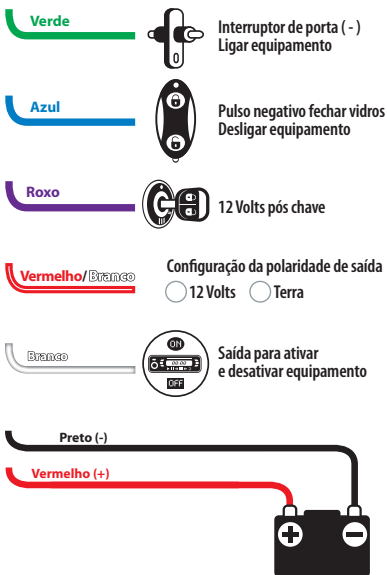 Verde
Interruptor de porta ( - )
Ligar equipamento
Azul
Pulso negativo fechar vidros
Desligar equipamento
Roxo
12 Volts pós chave
Vermelho/ Branco
Configuração da polaridade de saída
12 Volts Terra
Branco
ON
00:00
OFF
Saída para ativar
e desativar equipamento
Preto (-)
Vermelho (+)
+ -